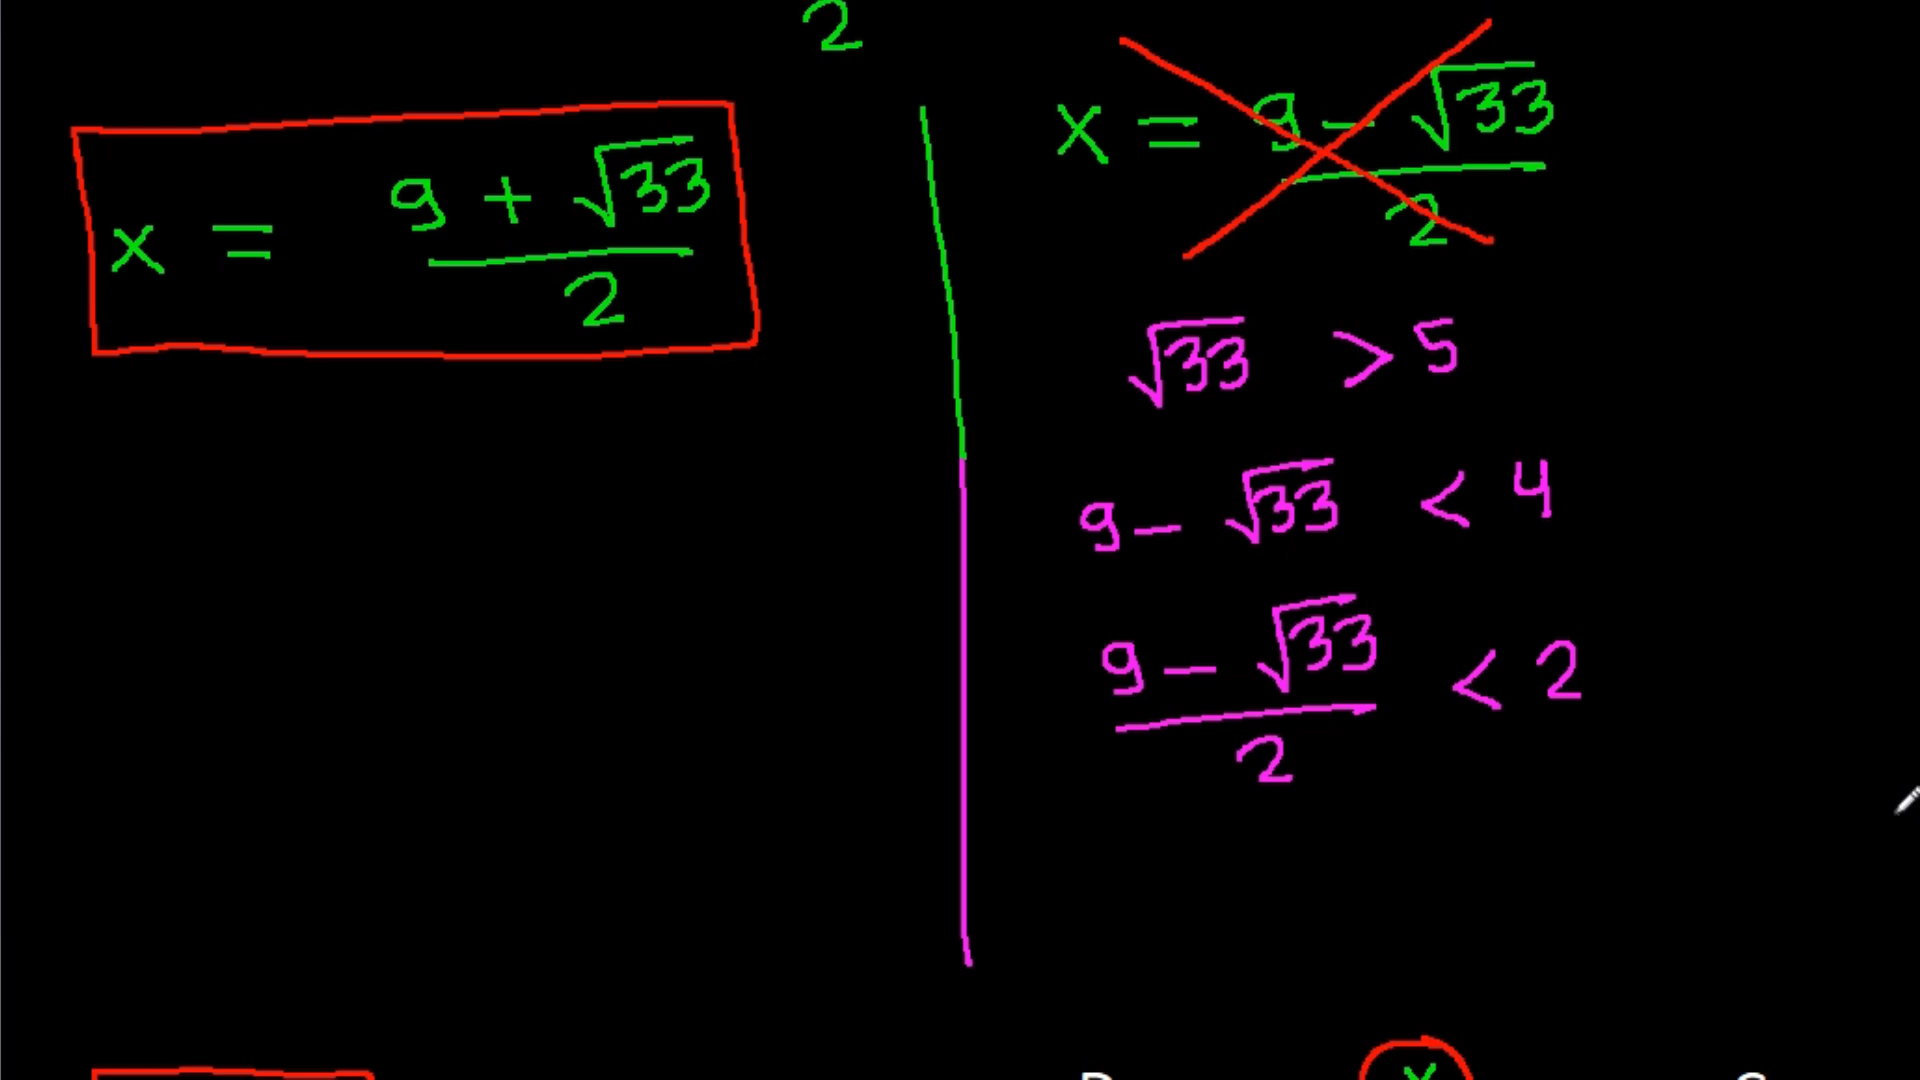 2
x = (9 + √33)/2
x = (9 − √33)/2
√33 > 5
9 − √33 < 4
(9 − √33)/2 < 2
x